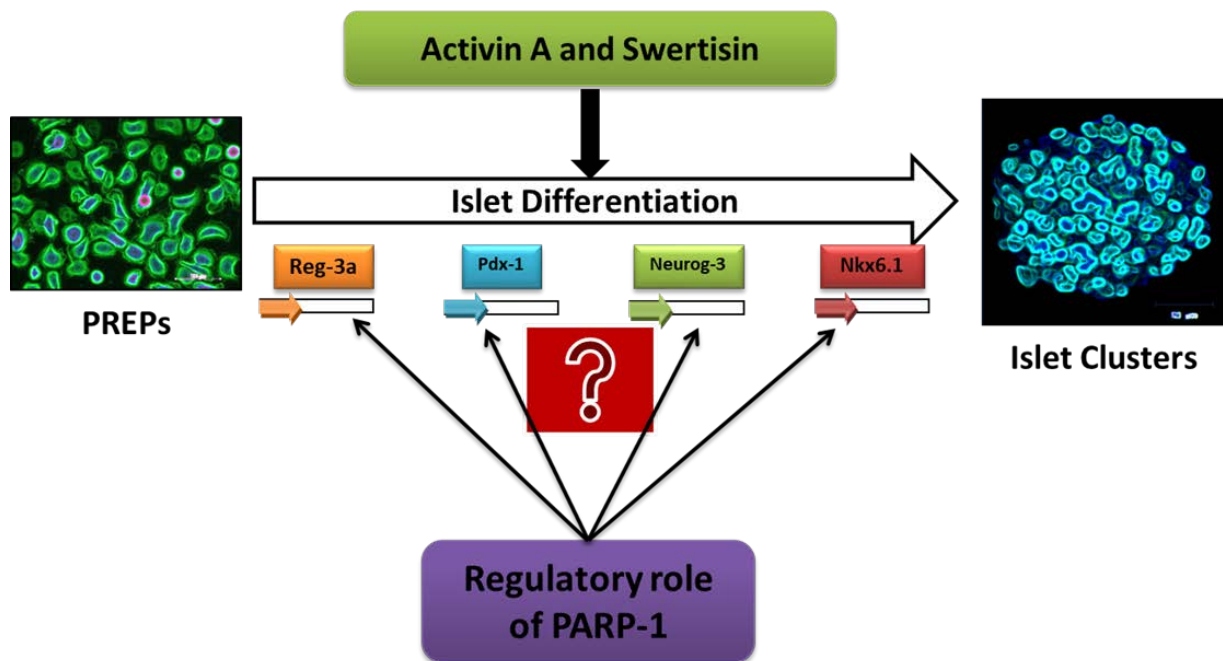 Activin A and Swertisin
Islet Differentiation
Reg-3a
Pdx-1
Neurog-3
Nkx6.1
PREPs
Islet Clusters
?
Regulatory role
of PARP-1